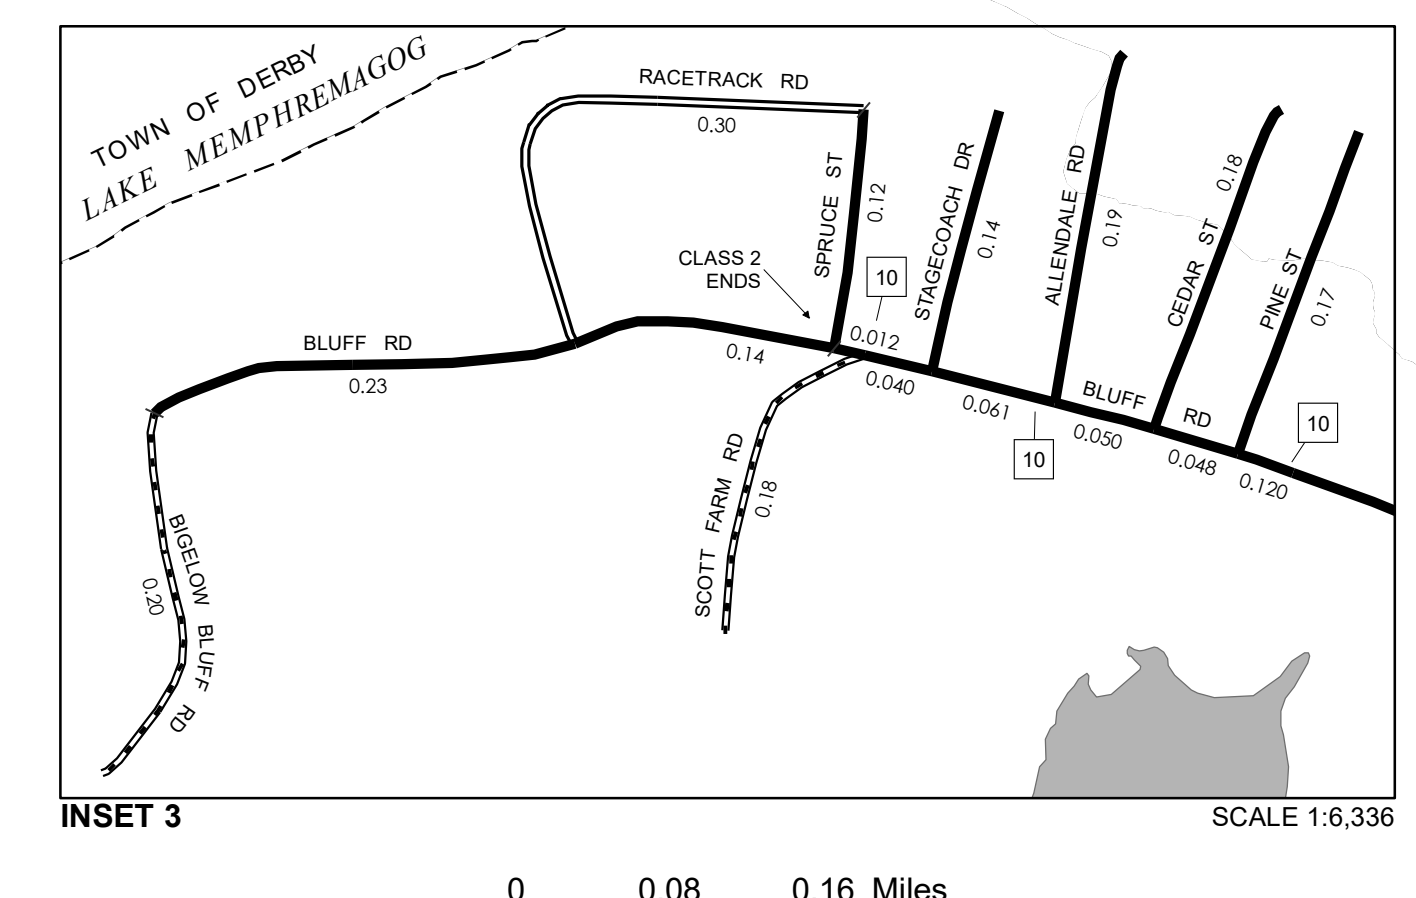 TOWN OF DERBY
LAKE MEMPHREMAGOG
RACETRACK RD
0.30
SPRUCE ST
0.12
STAGECOACH DR
0.14
ALLENDALE RD
0.19
CEDAR ST
0.18
PINE ST
0.17
CLASS 2
ENDS
10
0.012
BLUFF RD
0.23
0.14
0.040
0.061
10
BLUFF RD
0.050
0.048
0.120
10
SCOTT FARM RD
0.18
BIGELOW BLUFF RD
0.20
INSET 3
SCALE 1:6,336
0 0.08 0.16 Miles